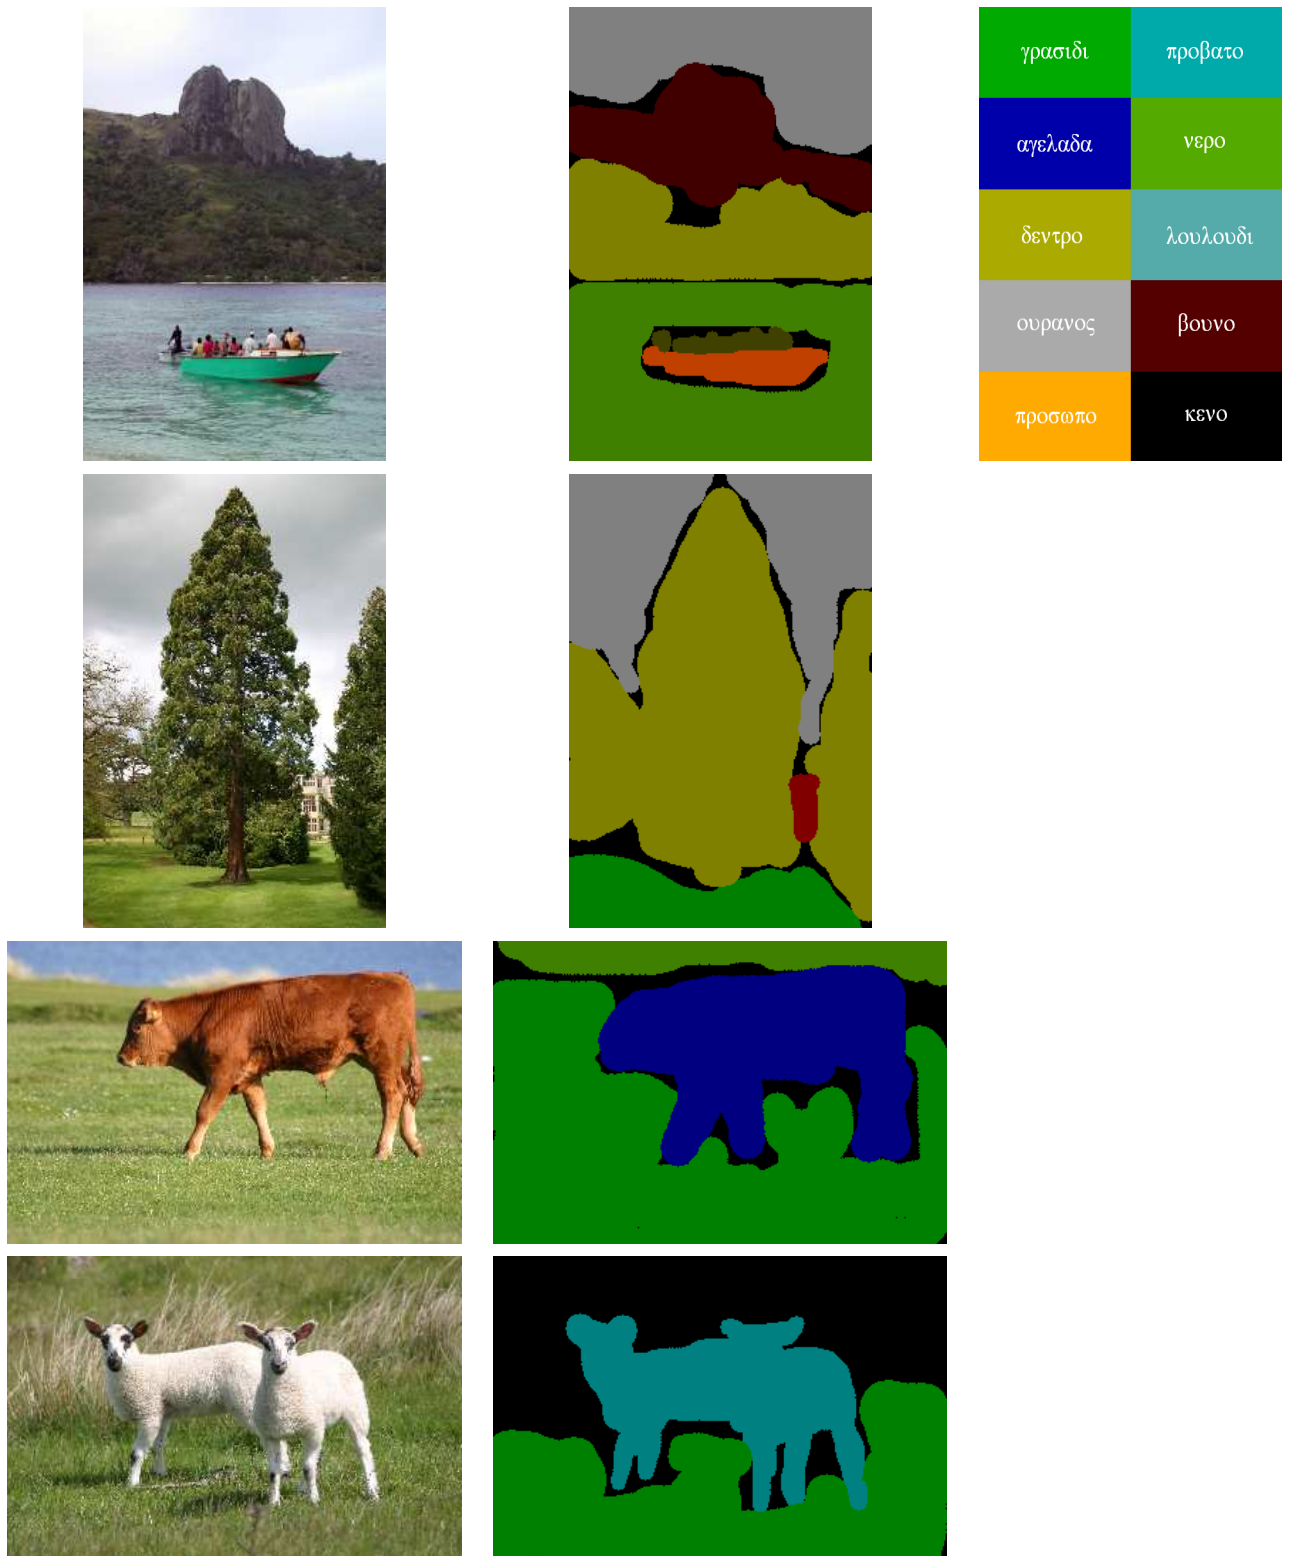 γρασιδι προβατο
αγελαδα νερο
δεντρο λουλουδι
ουρανος βουνο
προσωπο κενο